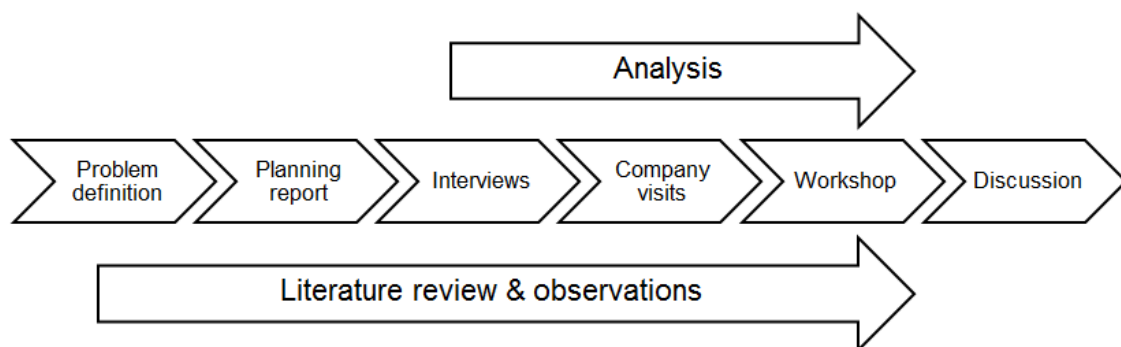 Analysis
Problem
definition
Planning
report
Interviews
Company
visits
Workshop
Discussion
Literature review & observations